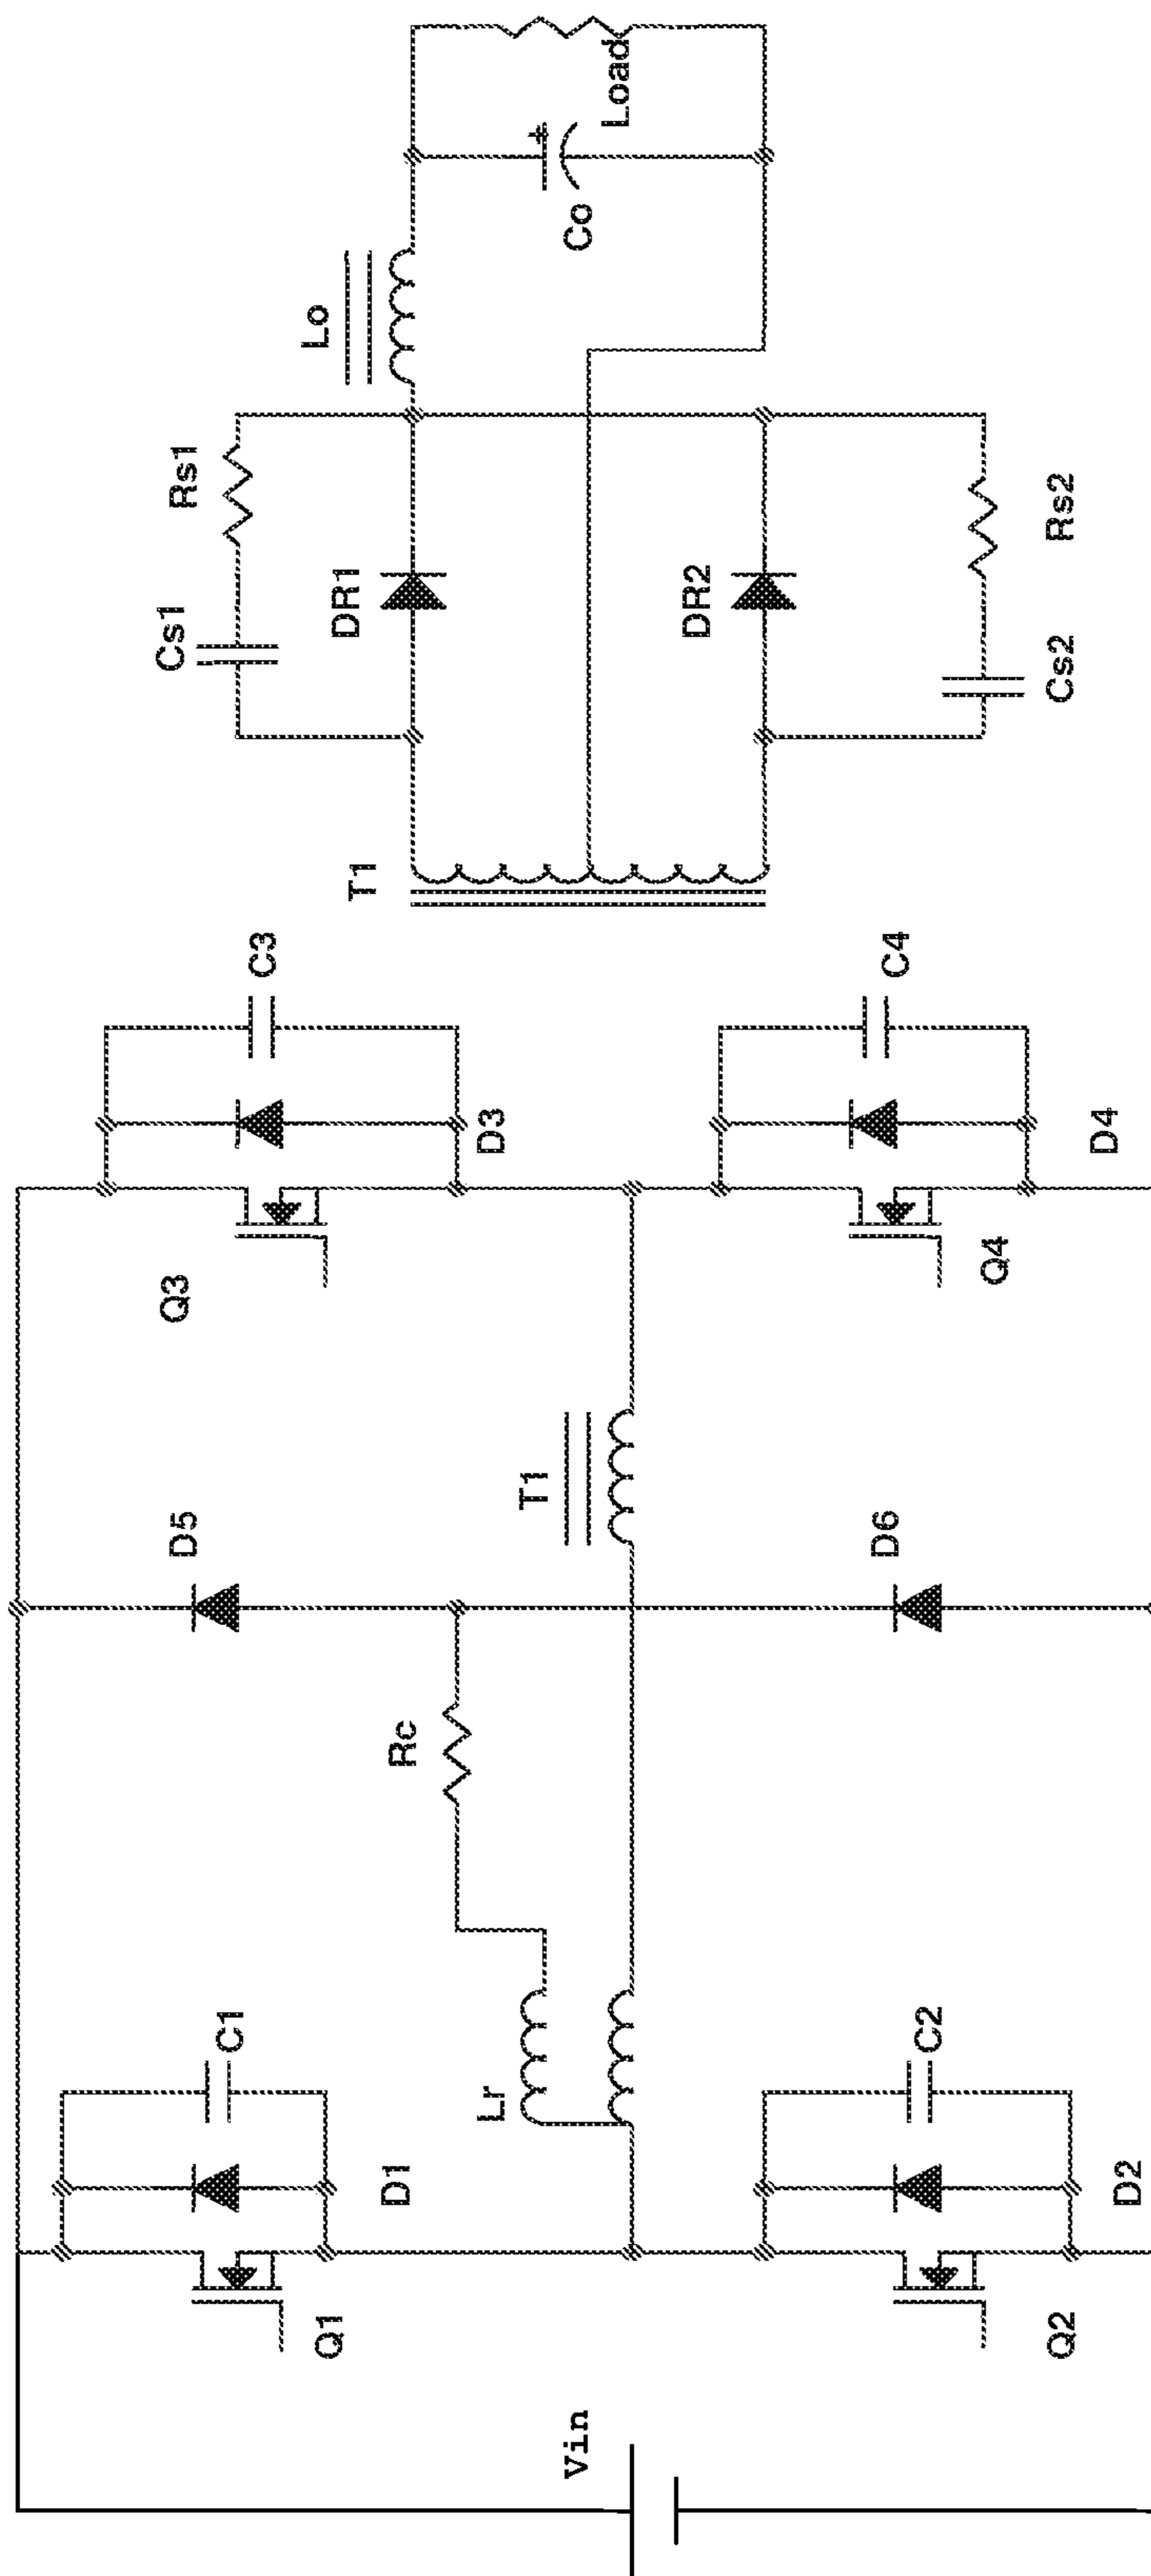 Load
Co
Lo
Rs1
Cs1
DR1
DR2
Rs2
Cs2
T1
C3
C4
D3
D4
Q3
Q4
T1
D5
D6
Rc
Lr
C1
C2
D1
D2
Q1
Q2
Vin